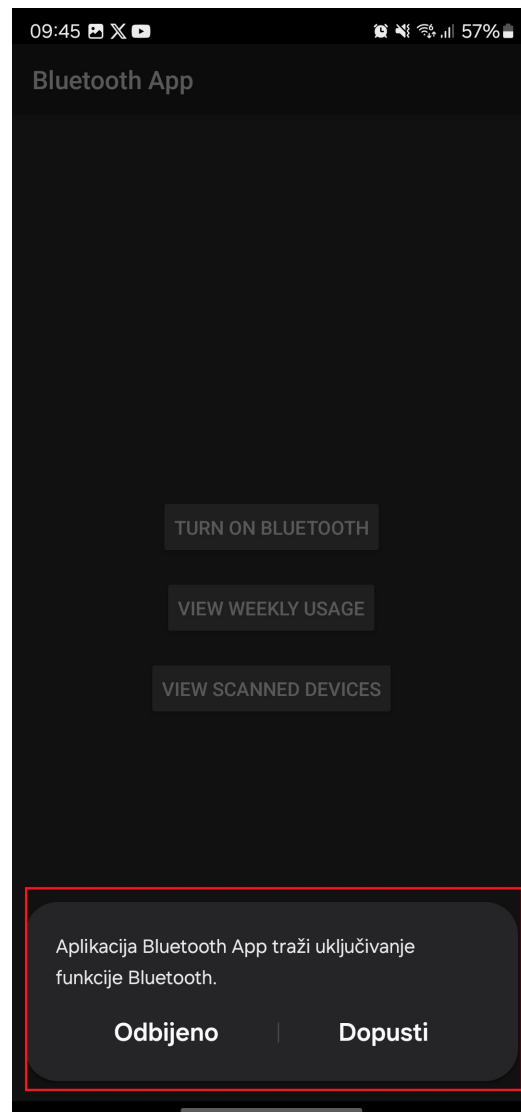 09:45 57%
Bluetooth App
TURN ON BLUETOOTH
VIEW WEEKLY USAGE
VIEW SCANNED DEVICES
Aplikacija Bluetooth App traži uključivanje
funkcije Bluetooth.
Odbijeno Dopusti